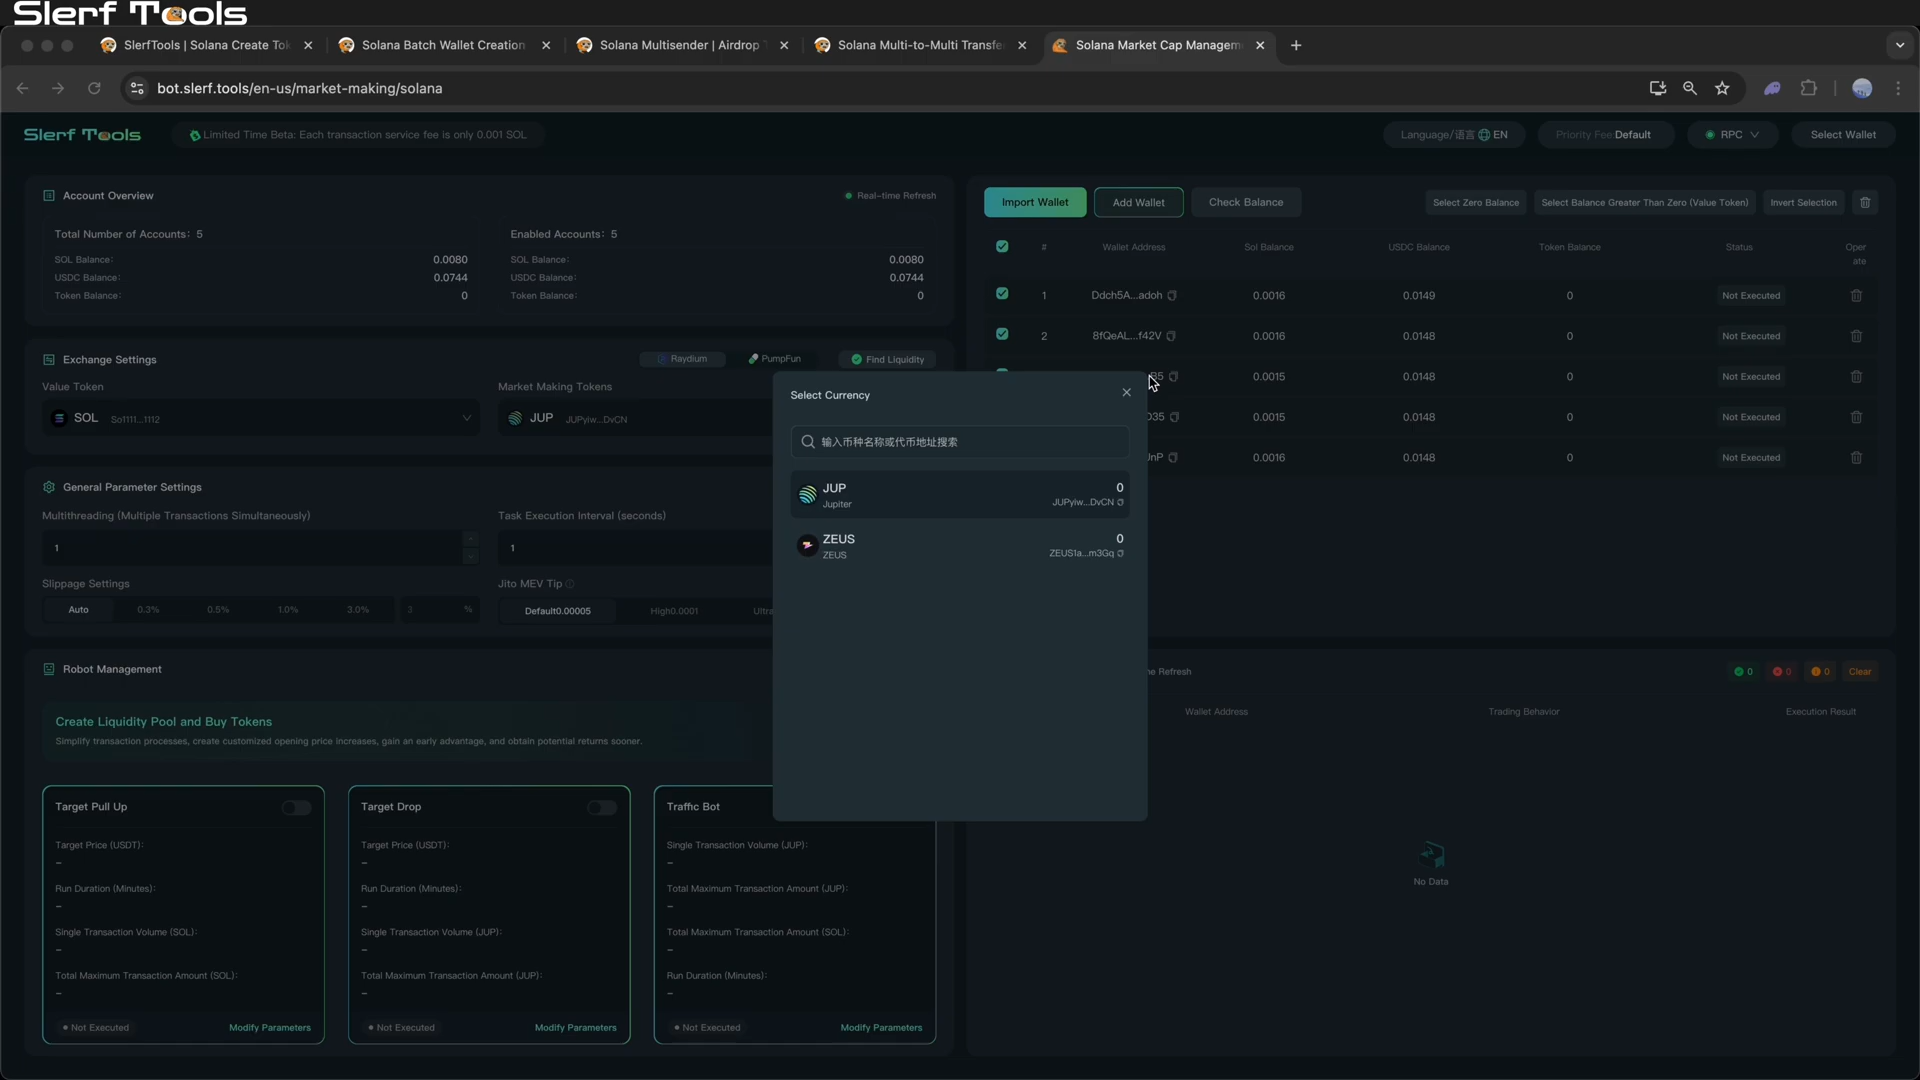 Slerf Tools
SlerfTools | Solana Create Tok
Solana Batch Wallet Creation
Solana Multisender | Airdrop
Solana Multi-to-Multi Transfe
Solana Market Cap Managem
bot.slerf.tools/en-us/market-making/solana
Slerf Tools
Limited Time Beta: Each transaction service fee is only 0.001 SOL
Language/语言 EN
Priority Fee Default
RPC
Select Wallet
Account Overview
Real-time Refresh
Total Number of Accounts: 5
Enabled Accounts: 5
SOL Balance: 0.0080
SOL Balance: 0.0080
USDC Balance: 0.0744
USDC Balance: 0.0744
Token Balance: 0
Token Balance: 0
Import Wallet
Add Wallet
Check Balance
Select Zero Balance
Select Balance Greater Than Zero (Value Token)
Invert Selection
# Wallet Address Sol Balance USDC Balance Token Balance Status Oper
ate
1 Ddch5A...adoh 0.0016 0.0149 0 Not Executed
2 8fQeAL...f42V 0.0016 0.0148 0 Not Executed
B5 0.0015 0.0148 0 Not Executed
D35 0.0015 0.0148 0 Not Executed
JnP 0.0016 0.0148 0 Not Executed
Exchange Settings
Raydium
PumpFun
Find Liquidity
Value Token
Market Making Tokens
SOL So1111...1112
JUP JUPyiw...DvCN
General Parameter Settings
Multithreading (Multiple Transactions Simultaneously)
Task Execution Interval (seconds)
1
1
Slippage Settings
Jito MEV Tip
Auto 0.3% 0.5% 1.0% 3.0% 3 %
Default0.00005 High0.0001 Ultra
Select Currency
输入币种名称或代币地址搜索
JUP 0
Jupiter JUPyiw...DvCN
ZEUS 0
ZEUS ZEUS1a...m3Gq
Robot Management
Create Liquidity Pool and Buy Tokens
Simplify transaction processes, create customized opening price increases, gain an early advantage, and obtain potential returns sooner.
Target Pull Up
Target Price (USDT):
–
Run Duration (Minutes):
–
Single Transaction Volume (SOL):
–
Total Maximum Transaction Amount (SOL):
–
Not Executed
Modify Parameters
Target Drop
Target Price (USDT):
–
Run Duration (Minutes):
–
Single Transaction Volume (JUP):
–
Total Maximum Transaction Amount (JUP):
–
Not Executed
Modify Parameters
Traffic Bot
Single Transaction Volume (JUP):
–
Total Maximum Transaction Amount (JUP):
–
Total Maximum Transaction Amount (SOL):
–
Run Duration (Minutes):
–
Not Executed
Modify Parameters
ne Refresh
0
0
0
Clear
Wallet Address Trading Behavior Execution Result
No Data